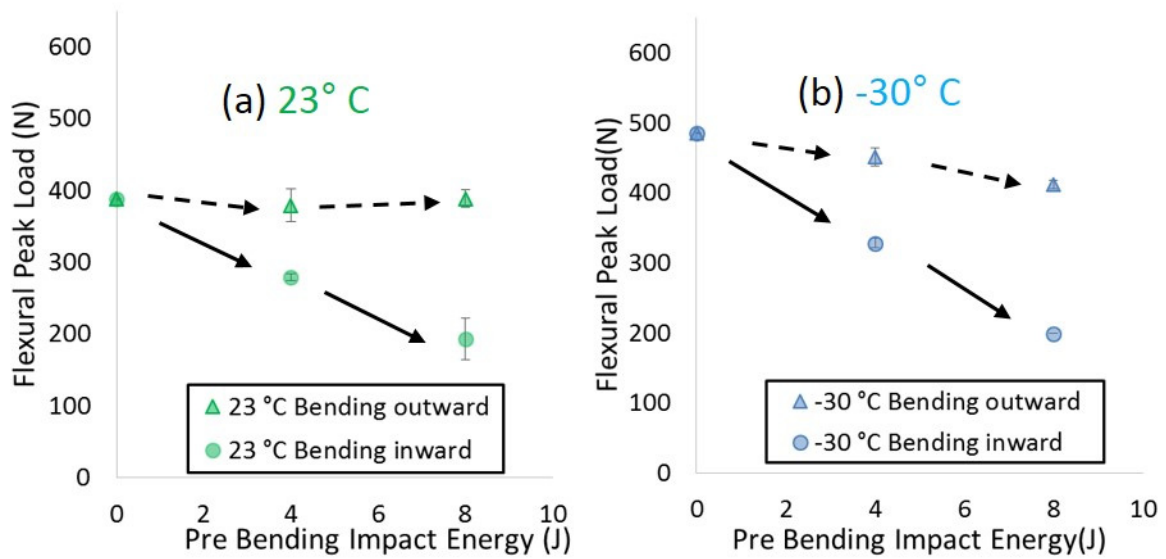 Flexural Peak Load (N)
600
500
400
300
200
100
0
(a) 23° C
23 °C Bending outward
23 °C Bending inward
0 2 4 6 8 10
Pre Bending Impact Energy (J)
Flexural Peak Load(N)
600
500
400
300
200
100
0
(b) -30° C
-30 °C Bending outward
-30 °C Bending inward
0 2 4 6 8 10
Pre Bending Impact Energy(J)